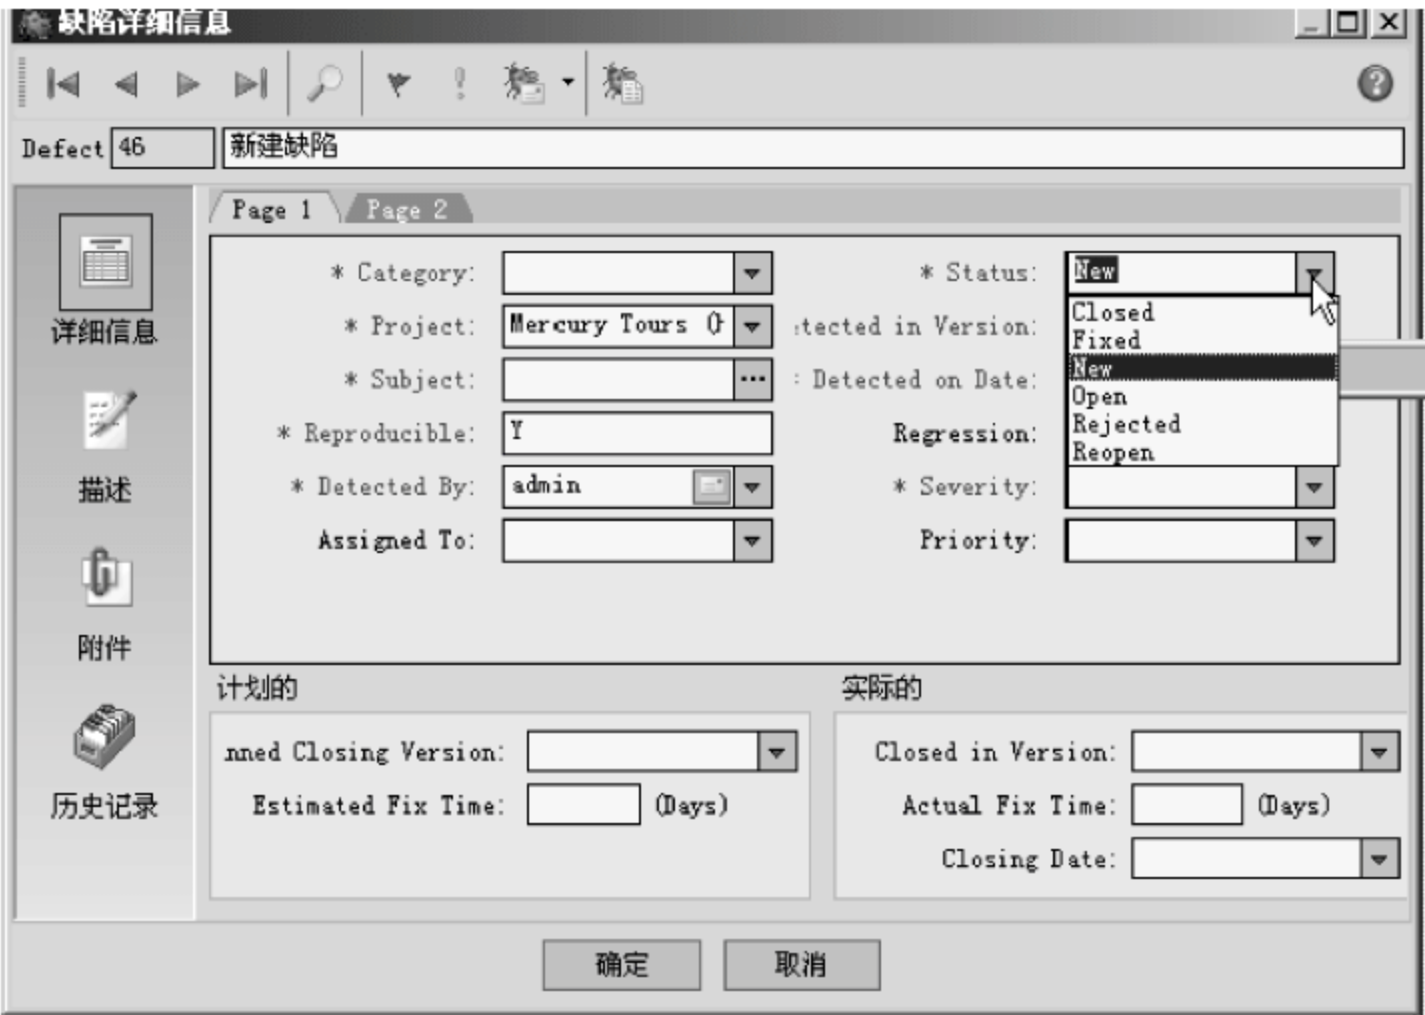 缺陷详细信息
Defect 46 新建缺陷
Page 1 Page 2
* Category: * Status: New
* Project: Mercury Tours (H :tected in Version:
* Subject: ... : Detected on Date:
* Reproducible: Y Regression:
* Detected By: admin * Severity:
Assigned To: Priority:
Closed
Fixed
New
Open
Rejected
Reopen
详细信息
描述
附件
历史记录
计划的
nned Closing Version:
Estimated Fix Time: (Days)
实际的
Closed in Version:
Actual Fix Time: (Days)
Closing Date:
确定 取消